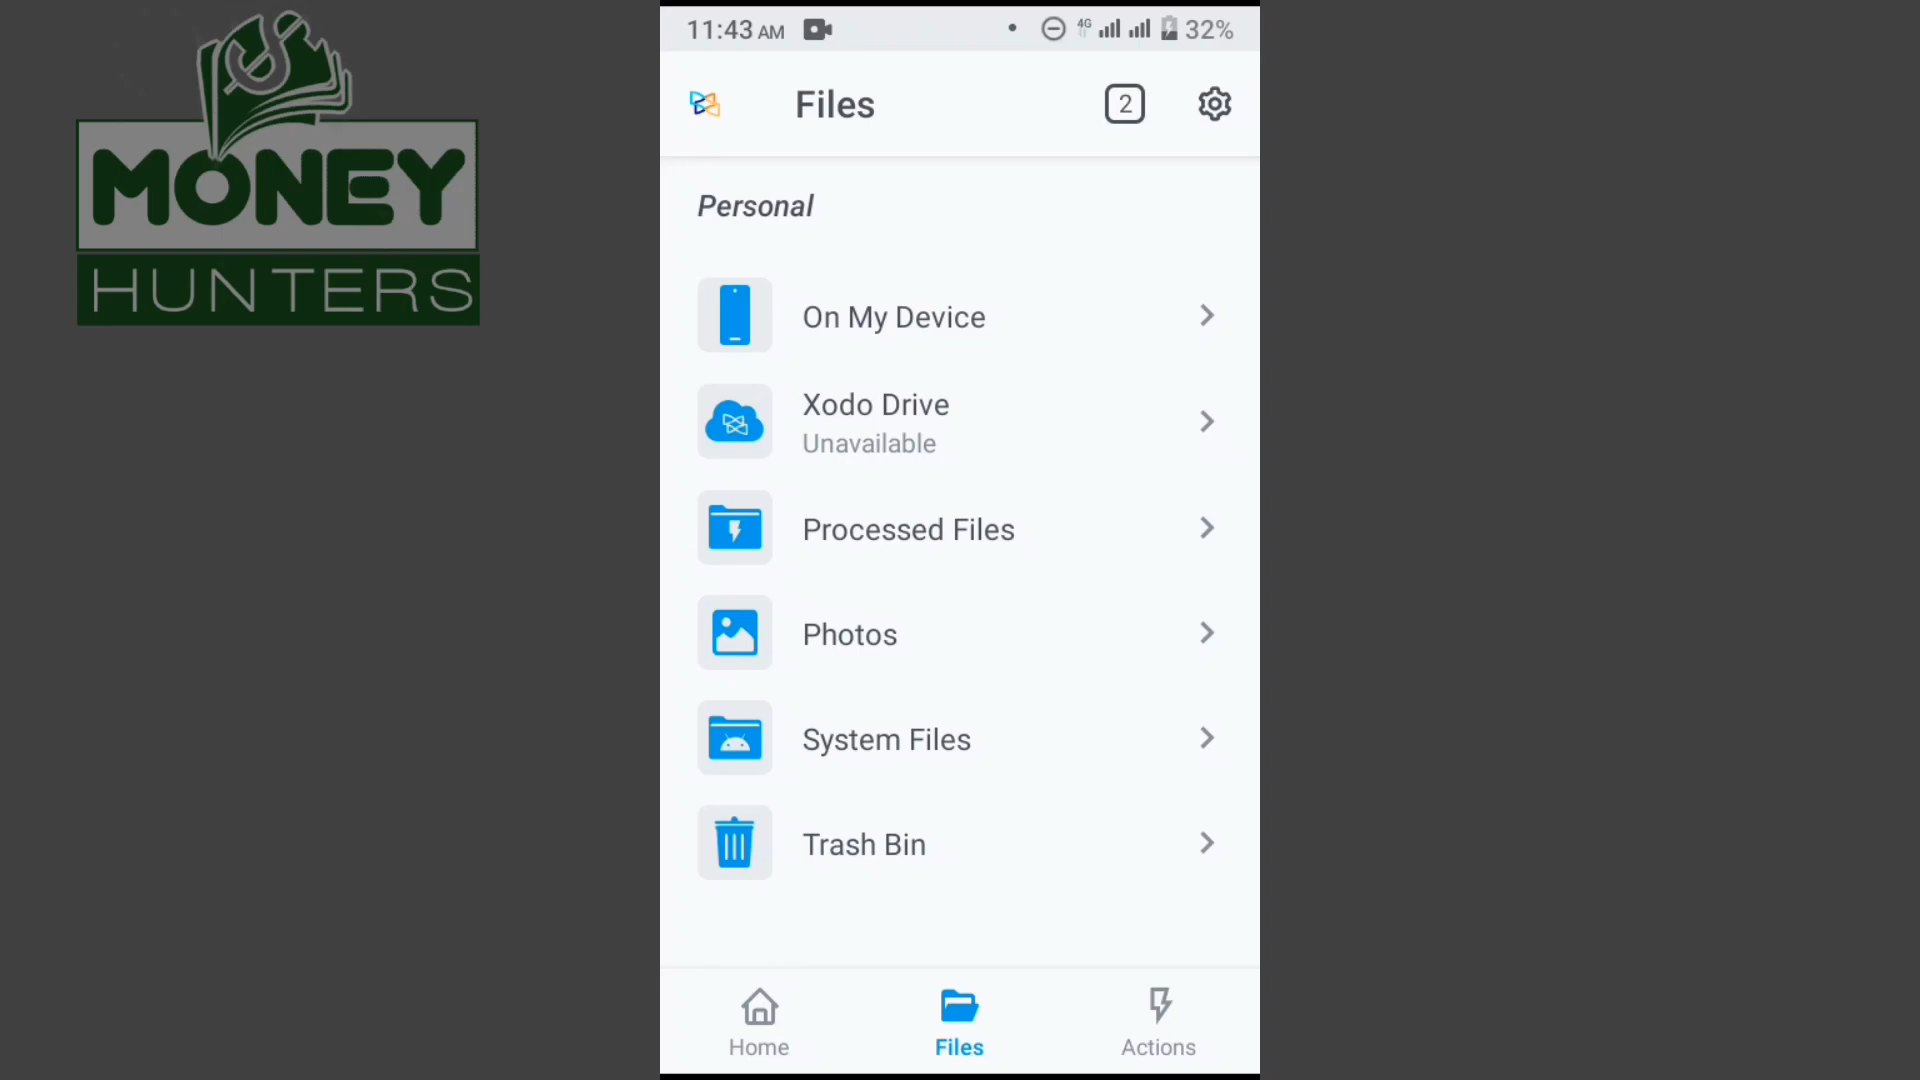 MONEY
HUNTERS
11:43 AM
4G
32%
Files
2
Personal
On My Device
Xodo Drive
Unavailable
Processed Files
Photos
System Files
Trash Bin
Home
Files
Actions